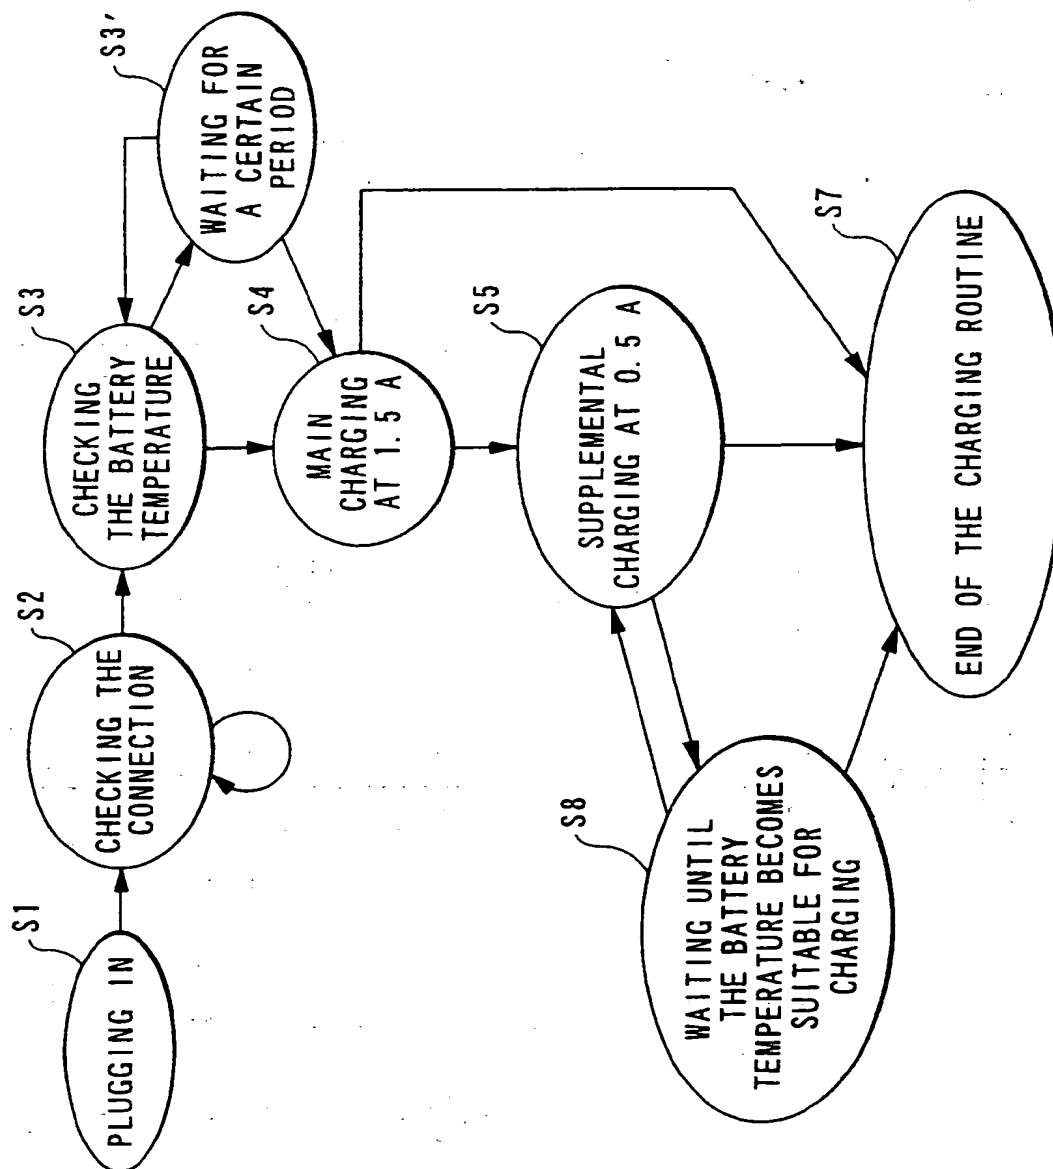 S1
PLUGGING IN
S2
CHECKING THE
CONNECTION
S3
CHECKING
THE BATTERY
TEMPERATURE
S3'
WAITING FOR
A CERTAIN
PERIOD
S4
MAIN
CHARGING
AT 1.5 A
S5
SUPPLEMENTAL
CHARGING AT 0.5 A
S8
WAITING UNTIL
THE BATTERY
TEMPERATURE BECOMES
SUITABLE FOR
CHARGING
S7
END OF THE CHARGING ROUTINE